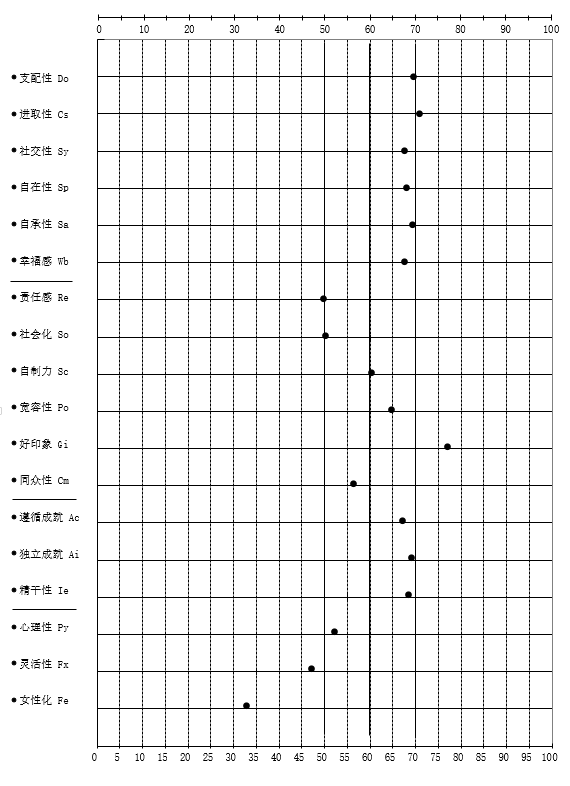 0 10 20 30 40 50 60 70 80 90 100
● 支配性 Do
● 进取性 Cs
● 社交性 Sy
● 自在性 Sp
● 自承性 Sa
● 幸福感 Wb
● 责任感 Re
● 社会化 So
● 自制力 Sc
● 宽容性 Po
● 好印象 Gi
● 同众性 Cm
● 遵循成就 Ac
● 独立成就 Ai
● 精干性 Ie
● 心理性 Py
● 灵活性 Fx
● 女性化 Fe
0 5 10 15 20 25 30 35 40 45 50 55 60 65 70 75 80 85 90 95 100